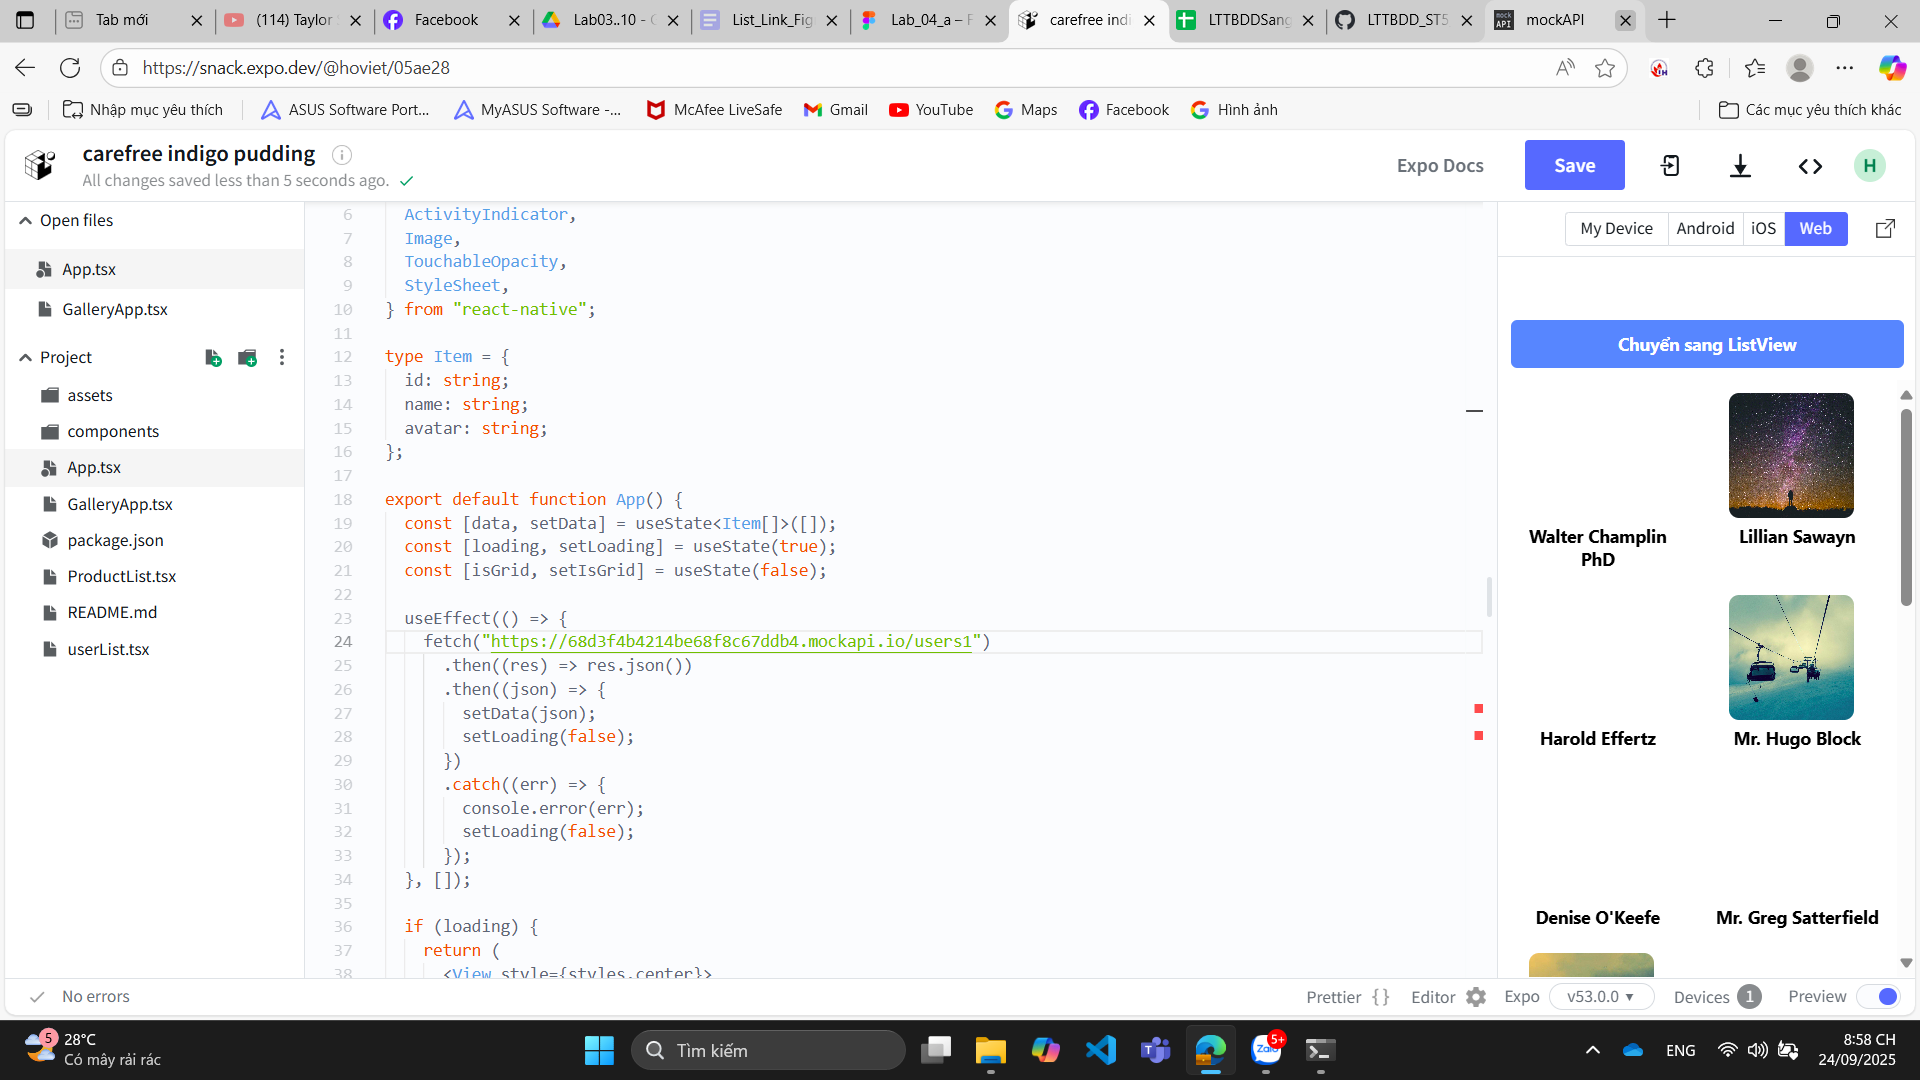 Tab mới
(114) Taylor
Facebook
Lab03..10 -
List_Link_Fig
Lab_04_a – F
carefree indi
LTTBDDSang
LTTBDD_ST5
mockAPI
https://snack.expo.dev/@hoviet/05ae28
Nhập mục yêu thích
ASUS Software Port...
MyASUS Software -...
McAfee LiveSafe
Gmail
YouTube
Maps
Facebook
Hình ảnh
Các mục yêu thích khác
carefree indigo pudding
All changes saved less than 5 seconds ago.
Expo Docs
Save
H
Open files
App.tsx
GalleryApp.tsx
Project
assets
components
App.tsx
GalleryApp.tsx
package.json
ProductList.tsx
README.md
userList.tsx
6 ActivityIndicator,
7 Image,
8 TouchableOpacity,
9 StyleSheet,
10 } from "react-native";
11
12 type Item = {
13 id: string;
14 name: string;
15 avatar: string;
16 };
17
18 export default function App() {
19 const [data, setData] = useState<Item[]>([]);
20 const [loading, setLoading] = useState(true);
21 const [isGrid, setIsGrid] = useState(false);
22
23 useEffect(() => {
24 fetch("https://68d3f4b4214be68f8c67ddb4.mockapi.io/users1")
25 .then((res) => res.json())
26 .then((json) => {
27 setData(json);
28 setLoading(false);
29 })
30 .catch((err) => {
31 console.error(err);
32 setLoading(false);
33 });
34 }, []);
35
36 if (loading) {
37 return (
38 <View style={styles.center}>
My Device
Android
iOS
Web
Chuyển sang ListView
Walter Champlin
PhD
Lillian Sawayn
Harold Effertz
Mr. Hugo Block
Denise O'Keefe
Mr. Greg Satterfield
No errors
Prettier { }
Editor
Expo
v53.0.0
Devices 1
Preview
5
28°C
Có mây rải rác
Tìm kiếm
Zalo
5+
ENG
8:58 CH
24/09/2025